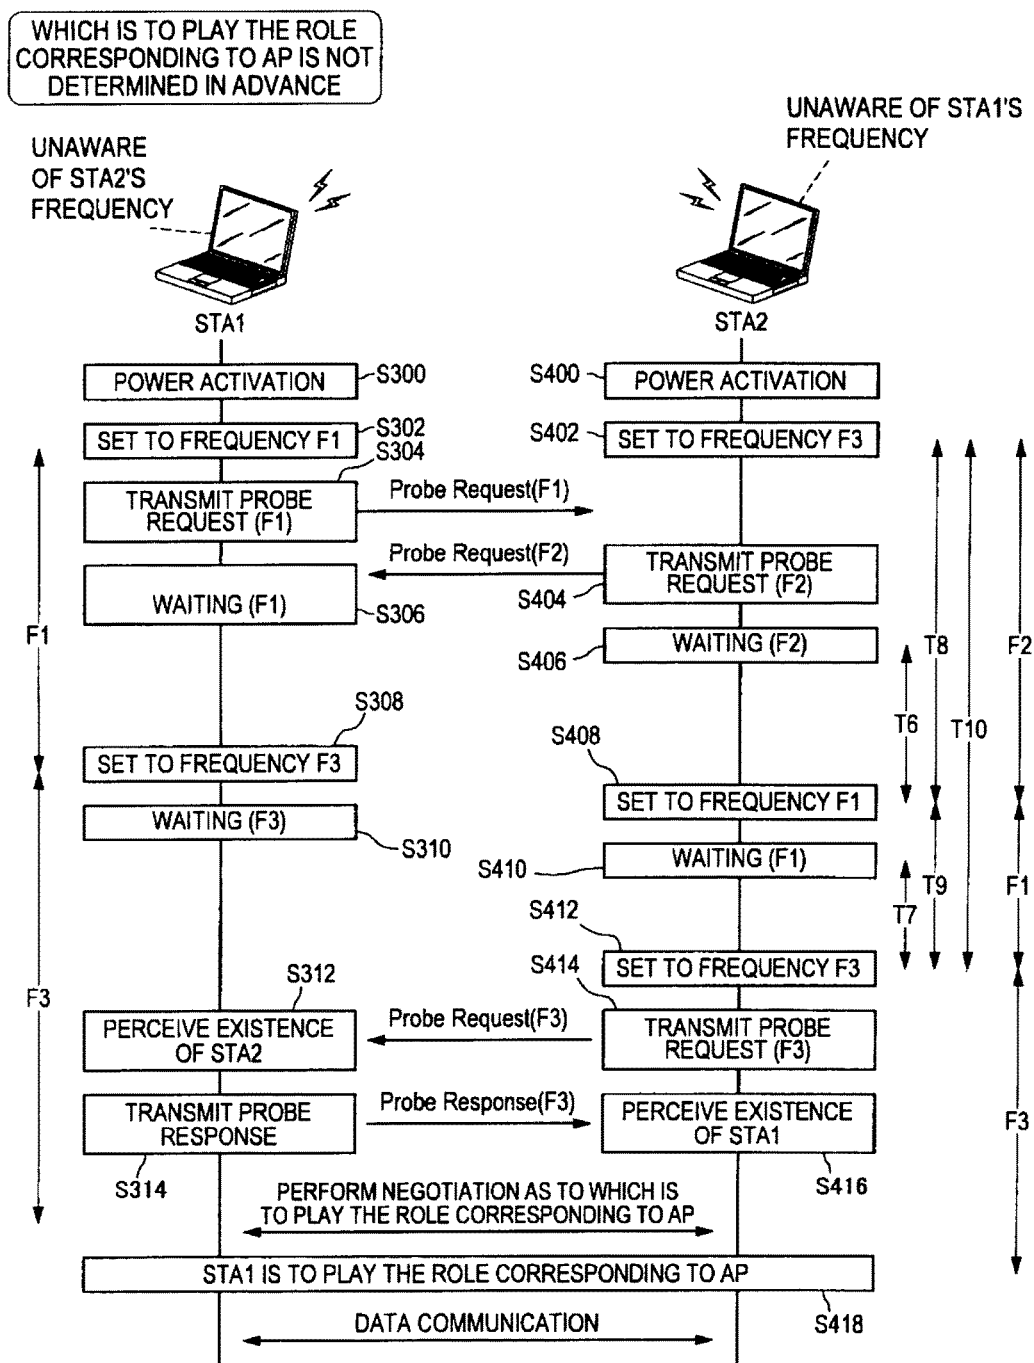 WHICH IS TO PLAY THE ROLE
CORRESPONDING TO AP IS NOT
DETERMINED IN ADVANCE
UNAWARE OF STA1'S
FREQUENCY
UNAWARE
OF STA2'S
FREQUENCY
STA1
STA2
POWER ACTIVATION
S300
S400
POWER ACTIVATION
SET TO FREQUENCY F1
S302
S402
SET TO FREQUENCY F3
S304
TRANSMIT PROBE
REQUEST (F1)
Probe Request(F1)
Probe Request(F2)
TRANSMIT PROBE
REQUEST (F2)
S404
WAITING (F1)
S306
WAITING (F2)
S406
F1
T8
F2
T6
T10
S308
SET TO FREQUENCY F3
S408
SET TO FREQUENCY F1
WAITING (F3)
S310
WAITING (F1)
S410
T9
F1
T7
S412
SET TO FREQUENCY F3
S414
F3
S312
PERCEIVE EXISTENCE
OF STA2
Probe Request(F3)
TRANSMIT PROBE
REQUEST (F3)
TRANSMIT PROBE
RESPONSE
Probe Response(F3)
PERCEIVE EXISTENCE
OF STA1
F3
S314
S416
PERFORM NEGOTIATION AS TO WHICH IS
TO PLAY THE ROLE CORRESPONDING TO AP
STA1 IS TO PLAY THE ROLE CORRESPONDING TO AP
S418
DATA COMMUNICATION